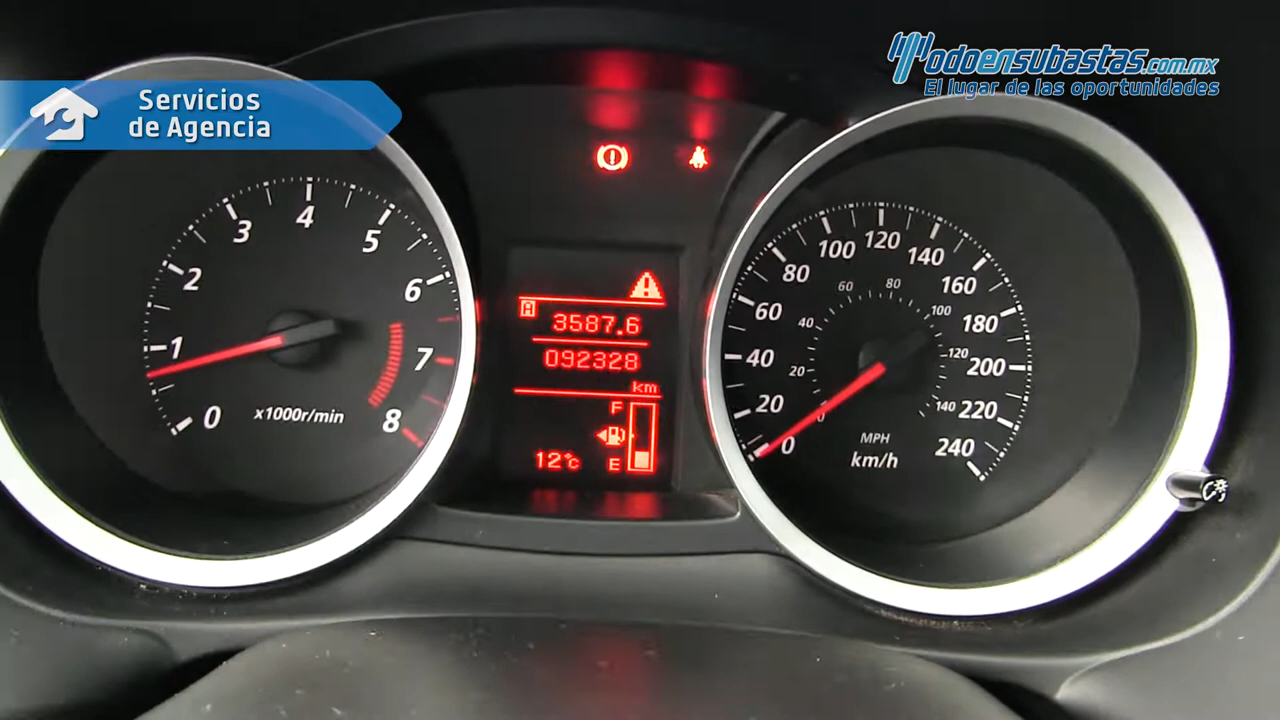 Servicios
de Agencia
Todoensubastas.com.mx
El lugar de las oportunidades
0
1
2
3
4
5
6
7
8
x1000r/min
A
3587.6
092328
km
F
E
12°c
0
20
40
60
80
100
120
140
160
180
200
220
240
0
20
40
60
80
100
120
140
MPH
km/h